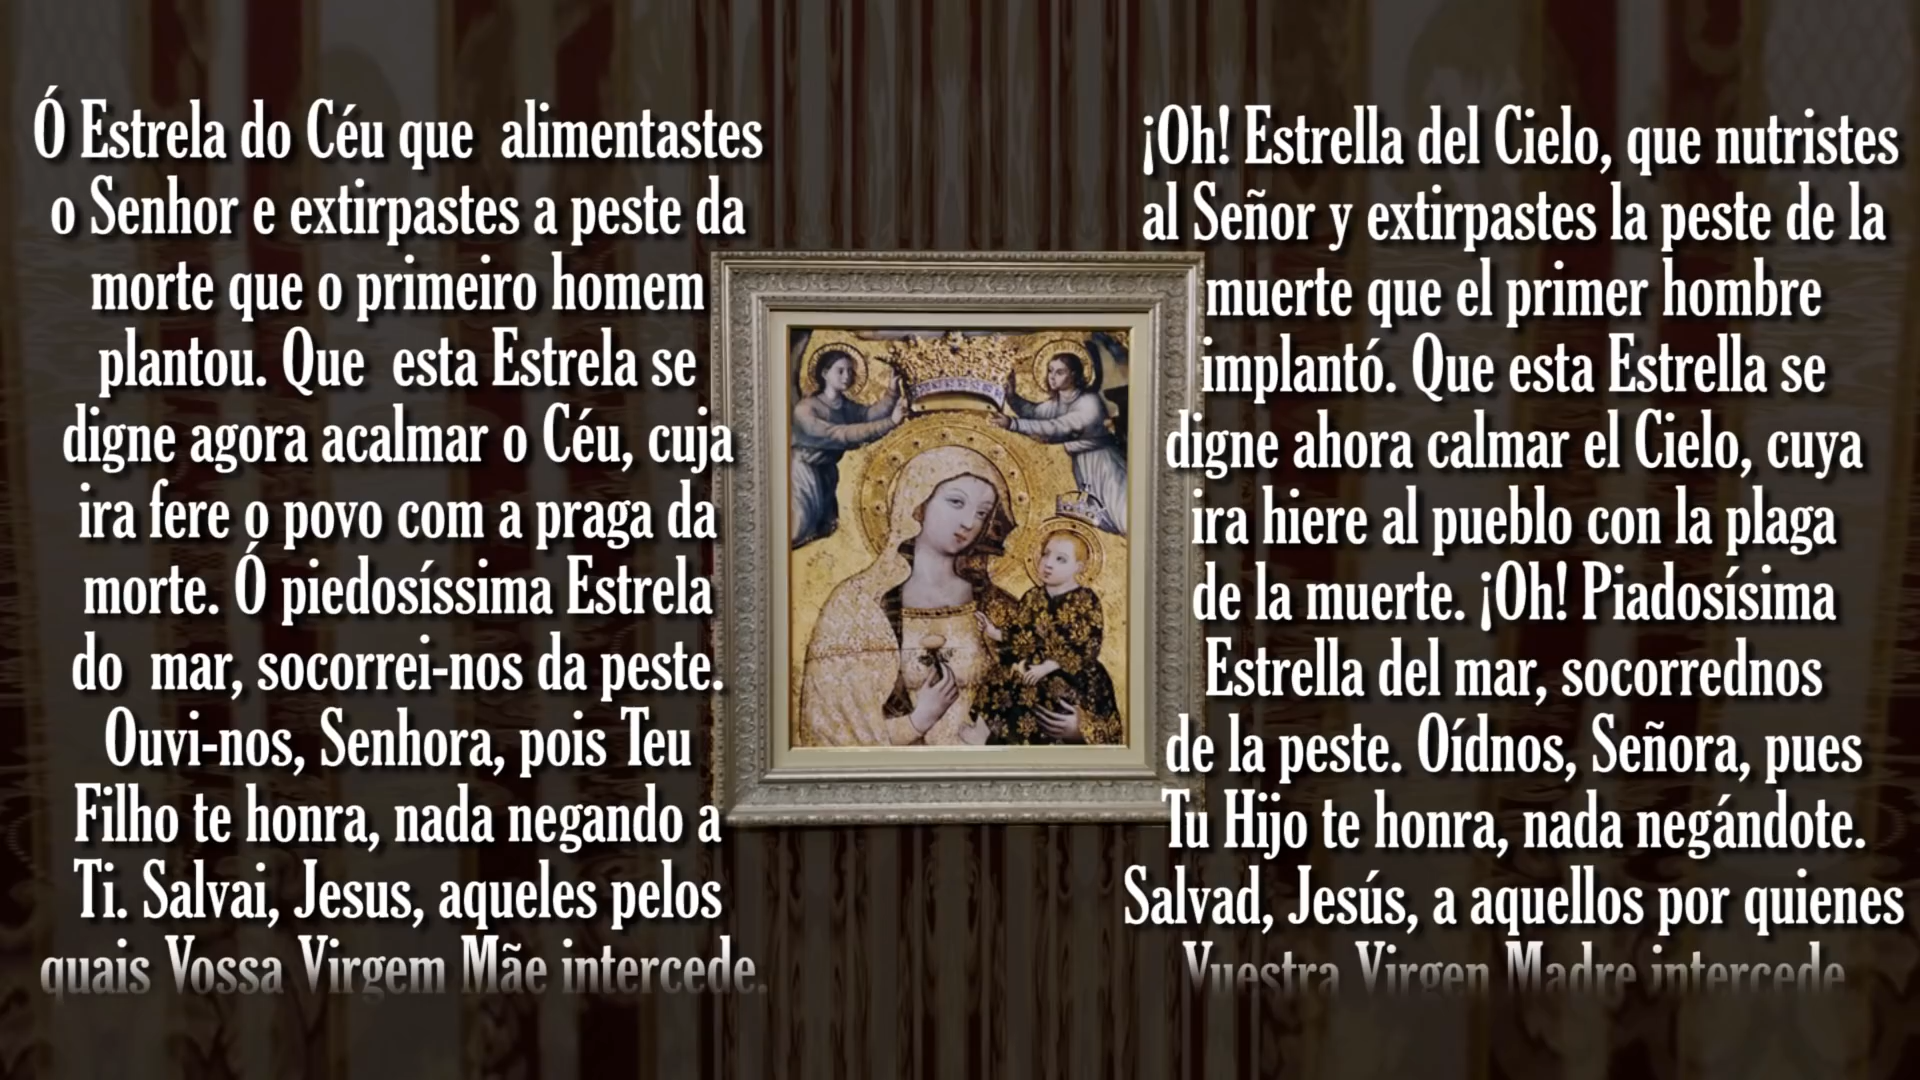 Ó Estrela do Céu que alimentastes
o Senhor e extirpastes a peste da
morte que o primeiro homem
plantou. Que esta Estrela se
digne agora acalmar o Céu, cuja
ira fere o povo com a praga da
morte. Ó piedosíssima Estrela
do mar, socorrei-nos da peste.
Ouvi-nos, Senhora, pois Teu
Filho te honra, nada negando a
Ti. Salvai, Jesus, aqueles pelos
quais Vossa Virgem Mãe intercede.
¡Oh! Estrella del Cielo, que nutristes
al Señor y extirpastes la peste de la
muerte que el primer hombre
implantó. Que esta Estrella se
digne ahora calmar el Cielo, cuya
ira hiere al pueblo con la plaga
de la muerte. ¡Oh! Piadosísima
Estrella del mar, socorrednos
de la peste. Oídnos, Señora, pues
Tu Hijo te honra, nada negándote.
Salvad, Jesús, a aquellos por quienes
Vuestra Virgen Madre intercede